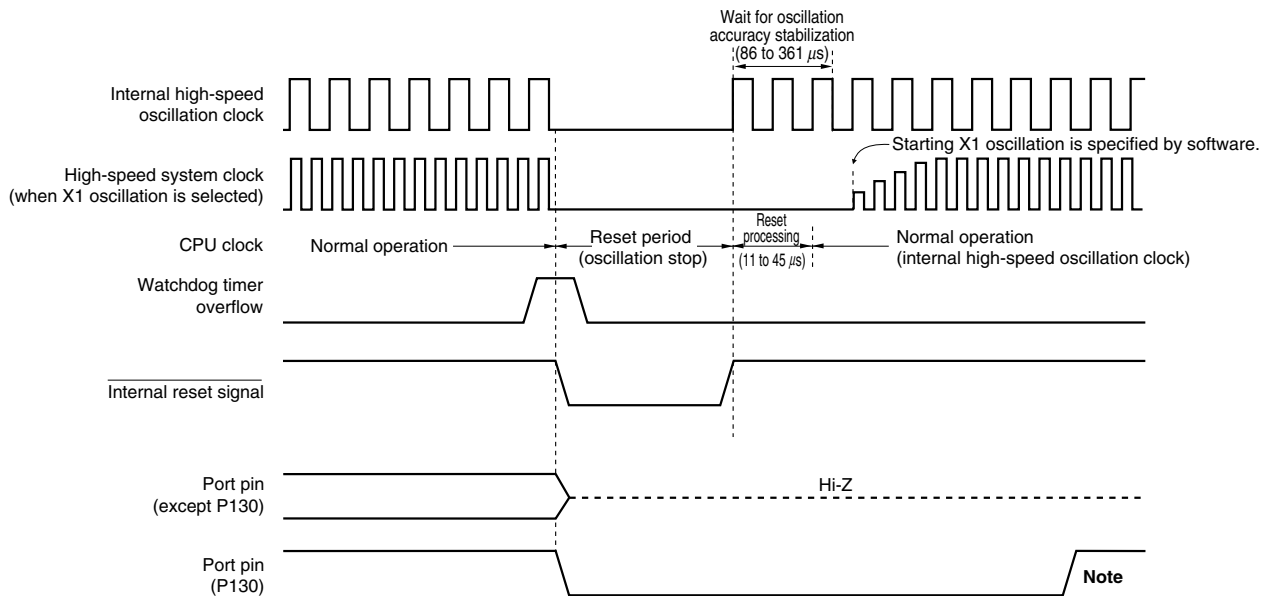 Wait for oscillation
accuracy stabilization
(86 to 361 μs)
Internal high-speed
oscillation clock
Starting X1 oscillation is specified by software.
High-speed system clock
(when X1 oscillation is selected)
CPU clock
Normal operation
Reset period
(oscillation stop)
Reset
processing
(11 to 45 μs)
Normal operation
(internal high-speed oscillation clock)
Watchdog timer
overflow
Internal reset signal
Port pin
(except P130)
Hi-Z
Port pin
(P130)
Note